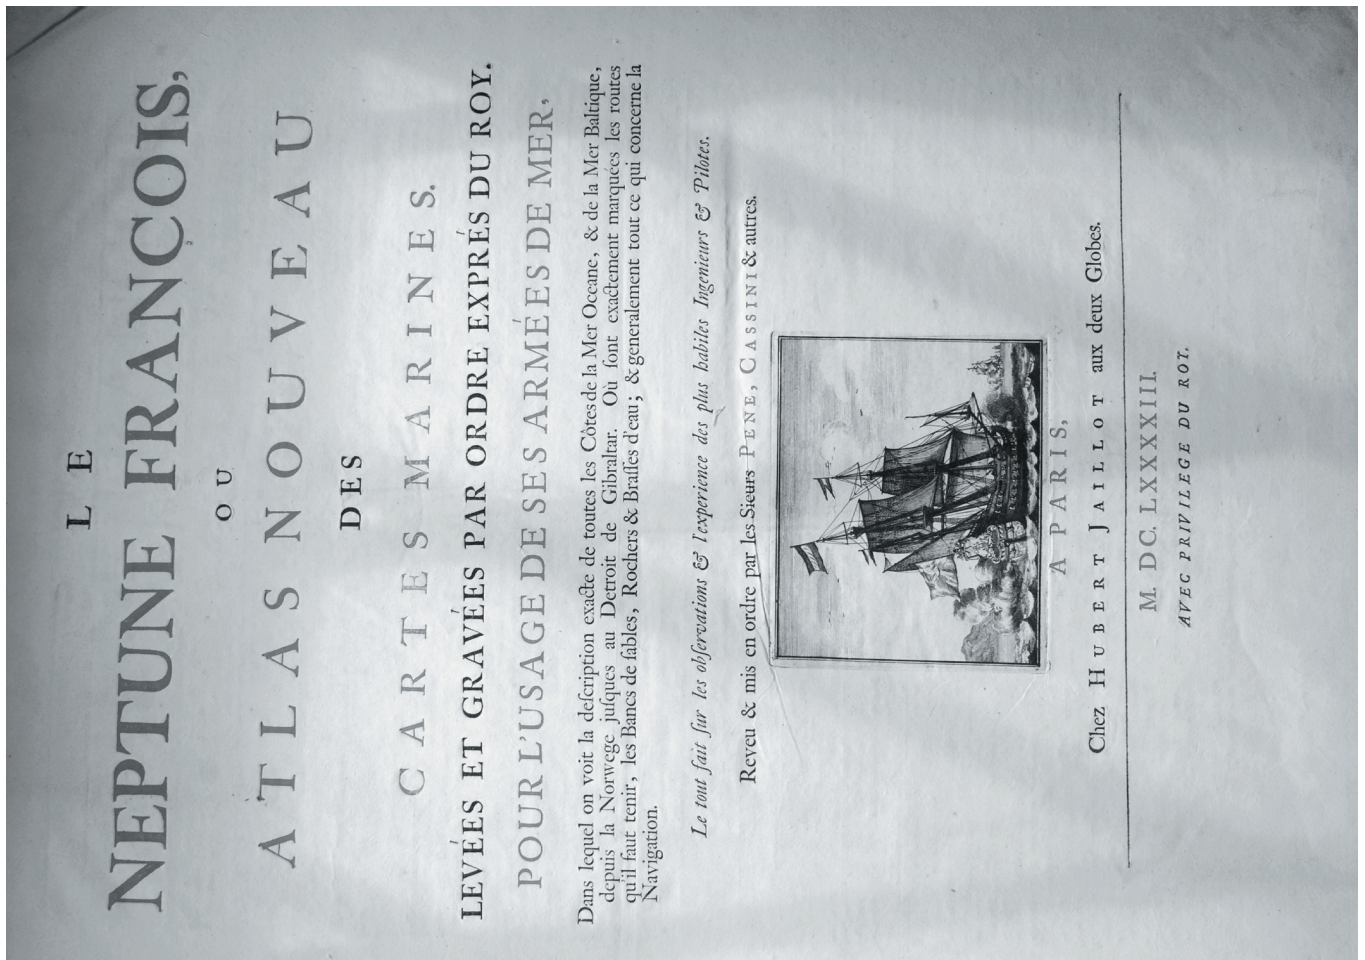 LE
NEPTUNE FRANÇOIS,
OU
ATLAS NOUVEAU
DES
CARTES MARINES.
LEVÉES ET GRAVÉES PAR ORDRE EXPRÉS DU ROY.
POUR L'USAGE DE SES ARMÉES DE MER,
Dans lequel on voit la deſcription exacte de toutes les Côtes de la Mer Oceane, & de la Mer Baltique,
depuis la Norwege juſques au Detroit de Gibraltar. Où ſont exactement marquées les routes
qu'il faut tenir, les Bancs de ſables, Rochers & Braſſes d'eau; & generalement tout ce qui concerne la
Navigation.
Le tout fait ſur les obſervations & l'experience des plus habiles Ingenieurs & Pilotes.
Reveu & mis en ordre par les Sieurs PENE, CASSINI & autres.
A PARIS,
Chez HUBERT JAILLOT aux deux Globes.
M. DC. LXXXXIII.
AVEC PRIVILEGE DU ROY.